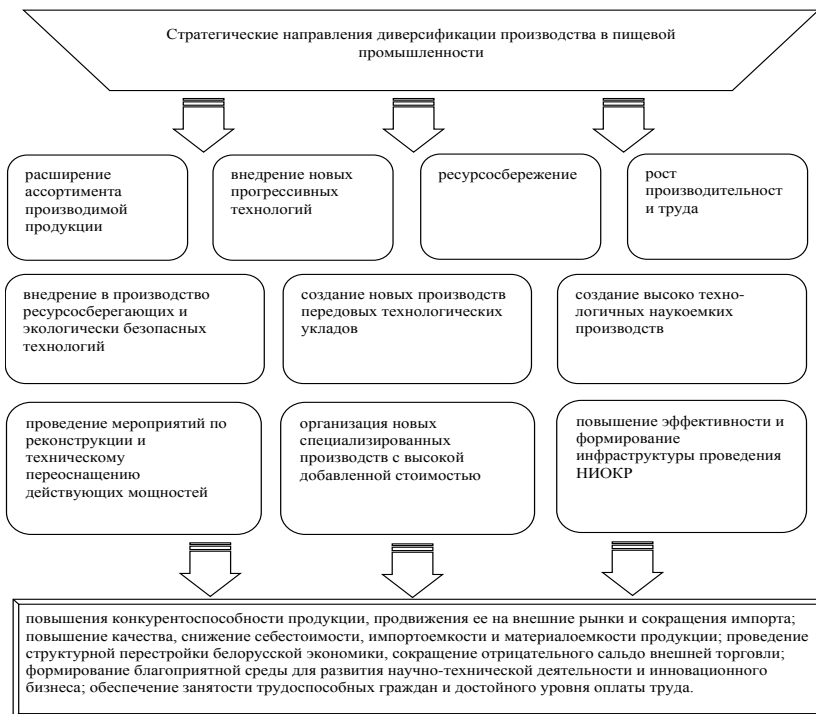 Стратегические направления диверсификации производства в пищевой
промышленности
расширение
ассортимента
производимой
продукции
внедрение новых
прогрессивных
технологий
ресурсосбережение
рост
производительност
и труда
внедрение в производство
ресурсосберегающих и
экологически безопасных
технологий
создание новых производств
передовых технологических
укладов
создание высоко техно-
логичных наукоемких
производств
проведение мероприятий по
реконструкции и
техническому
переоснащению
действующих мощностей
организация новых
специализированных
производств с высокой
добавленной стоимостью
повышение эффективности и
формирование
инфраструктуры проведения
НИОКР
повышения конкурентоспособности продукции, продвижения ее на внешние рынки и сокращения импорта;
повышение качества, снижение себестоимости, импортоемкости и материалоемкости продукции; проведение
структурной перестройки белорусской экономики, сокращение отрицательного сальдо внешней торговли;
формирование благоприятной среды для развития научно-технической деятельности и инновационного
бизнеса; обеспечение занятости трудоспособных граждан и достойного уровня оплаты труда.